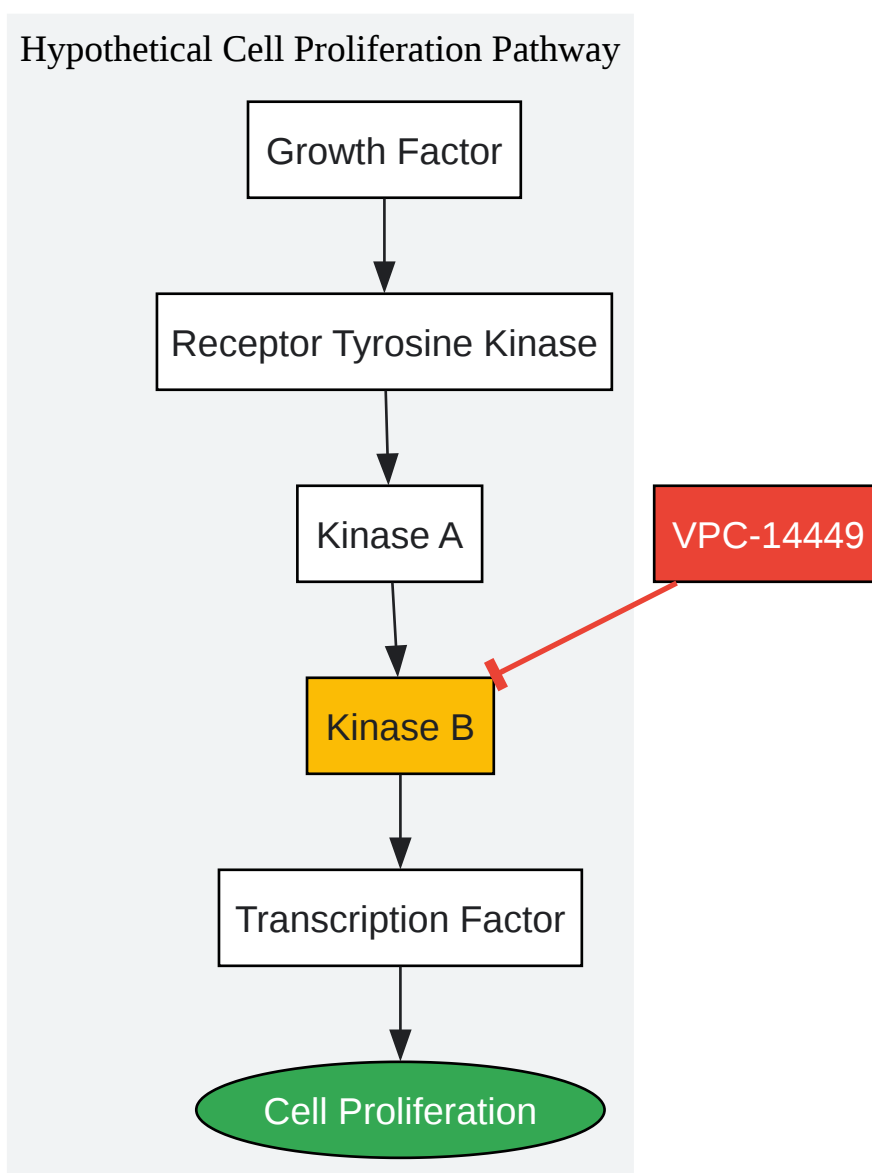 Hypothetical Cell Proliferation Pathway
Growth Factor
Receptor Tyrosine Kinase
Kinase A
VPC-14449
Kinase B
Transcription Factor
Cell Proliferation